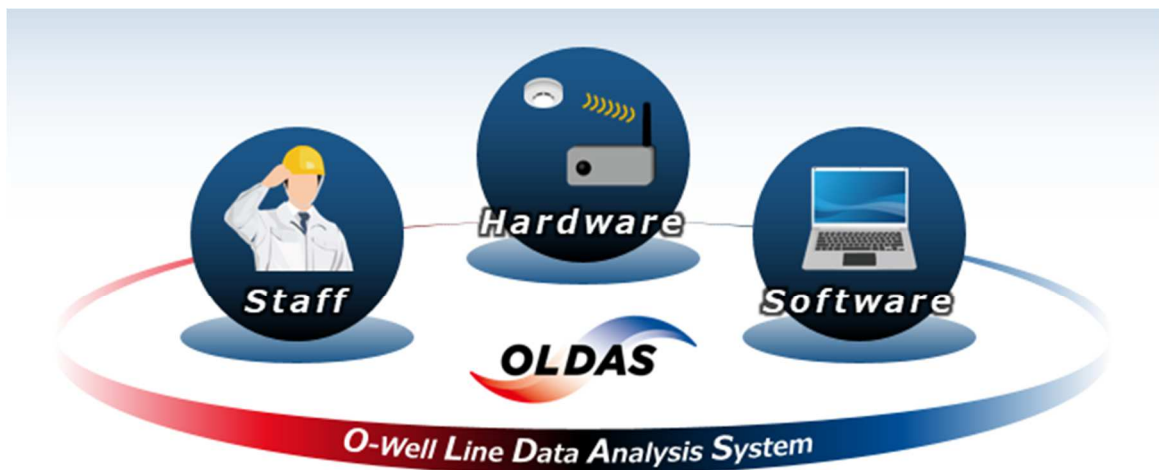 Hardware
Staff
Software
OLDAS
O-WELL LINE DATA ANALYSIS SYSTEM